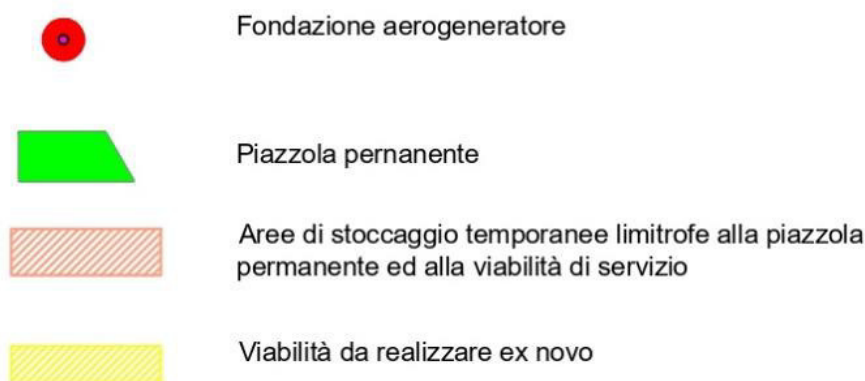 Fondazione aerogeneratore
Piazzola pernanente
Aree di stoccaggio temporanee limitrofe alla piazzola
permanente ed alla viabilità di servizio
Viabilità da realizzare ex novo